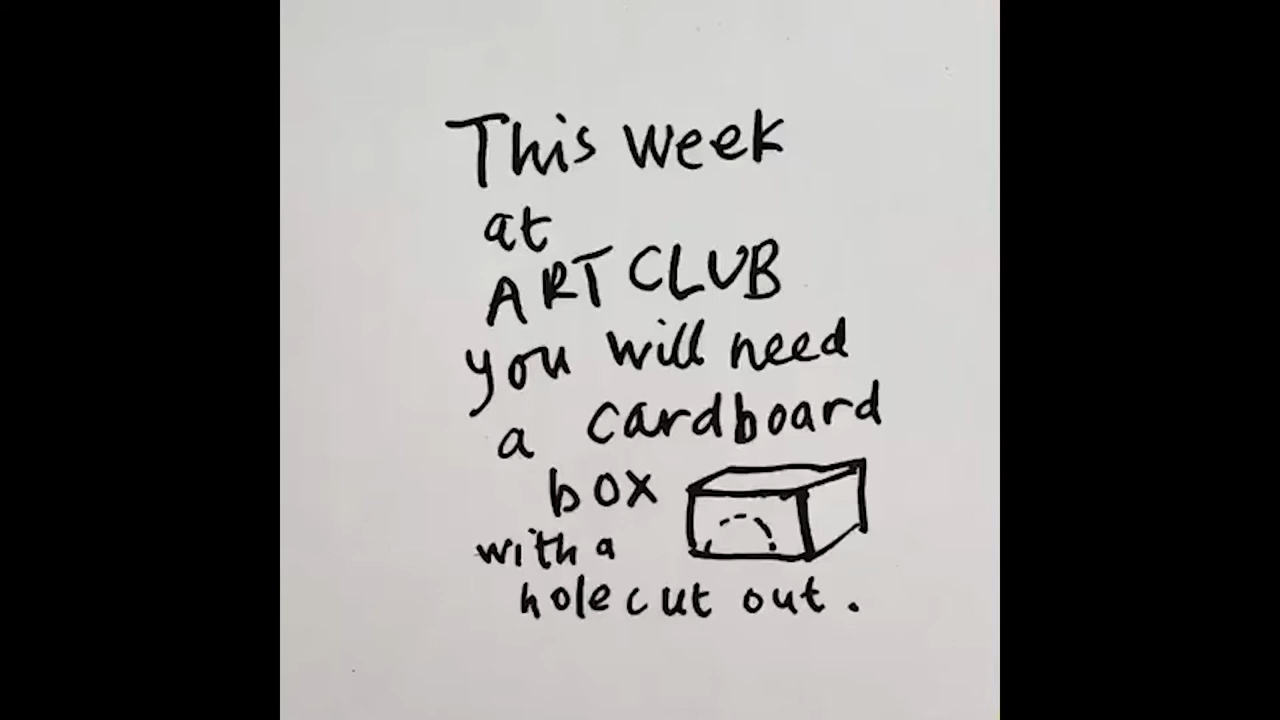 This week
at
ART CLUB
you will need
a cardboard
box
with a
hole cut out.